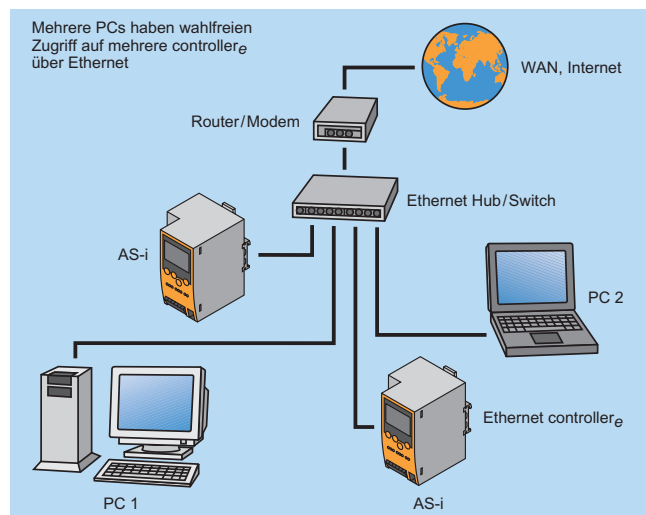 Mehrere PCs haben wahlfreien
Zugriff auf mehrere controllere
über Ethernet
WAN, Internet
Router/Modem
Ethernet Hub/Switch
AS-i
PC 2
Ethernet controllere
PC 1
AS-i